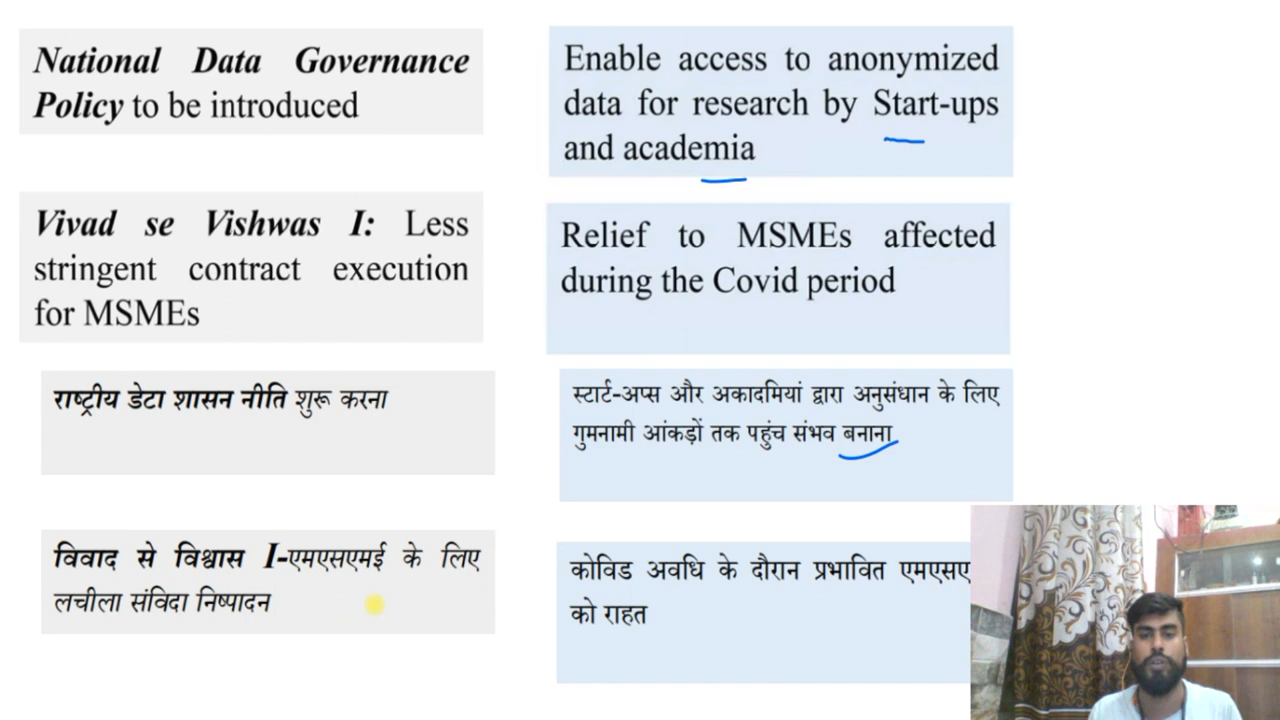 National Data Governance
Policy to be introduced
Enable access to anonymized
data for research by Start-ups
and academia
Vivad se Vishwas I: Less
stringent contract execution
for MSMEs
Relief to MSMEs affected
during the Covid period
राष्ट्रीय डेटा शासन नीति शुरू करना
स्टार्ट-अप्स और अकादमियां द्वारा अनुसंधान के लिए
गुमनामी आंकड़ों तक पहुंच संभव बनाना
विवाद से विश्वास I-एमएसएमई के लिए
लचीला संविदा निष्पादन
कोविड अवधि के दौरान प्रभावित
को राहत